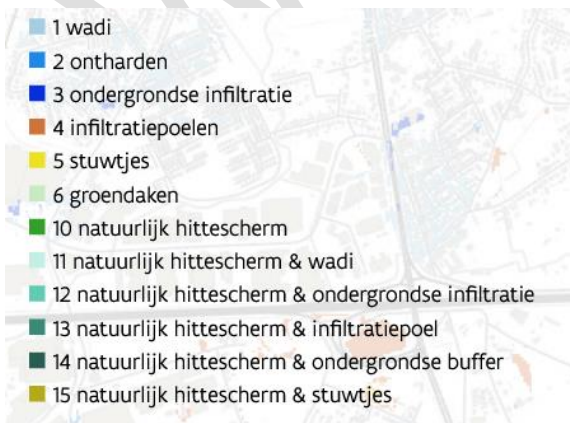 1 wadi
2 ontharden
3 ondergrondse infiltratie
4 infiltratiepoelen
5 stuwtjes
6 groendaken
10 natuurlijk hittescherm
11 natuurlijk hittescherm & wadi
12 natuurlijk hittescherm & ondergrondse infiltratie
13 natuurlijk hittescherm & infiltratiepoel
14 natuurlijk hittescherm & ondergrondse buffer
15 natuurlijk hittescherm & stuwtjes